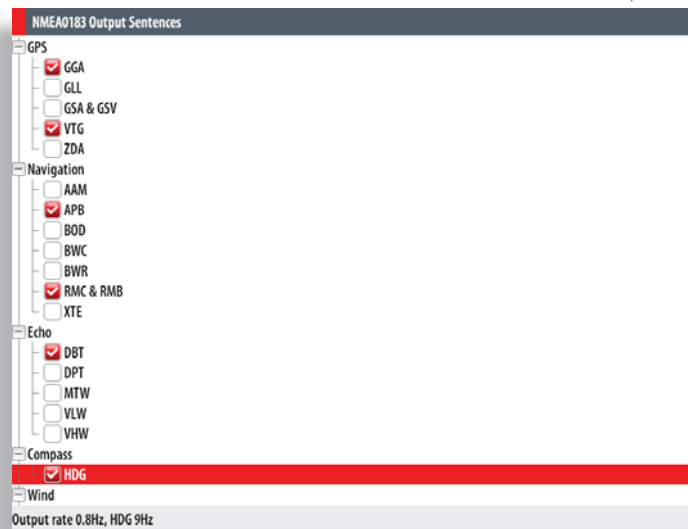 NMEA0183 Output Sentences
GPS
GGA
GLL
GSA & GSV
VTG
ZDA
Navigation
AAM
APB
BOD
BWC
BWR
RMC & RMB
XTE
Echo
DBT
DPT
MTW
VLW
VHW
Compass
HDG
Wind
Output rate 0.8Hz, HDG 9Hz